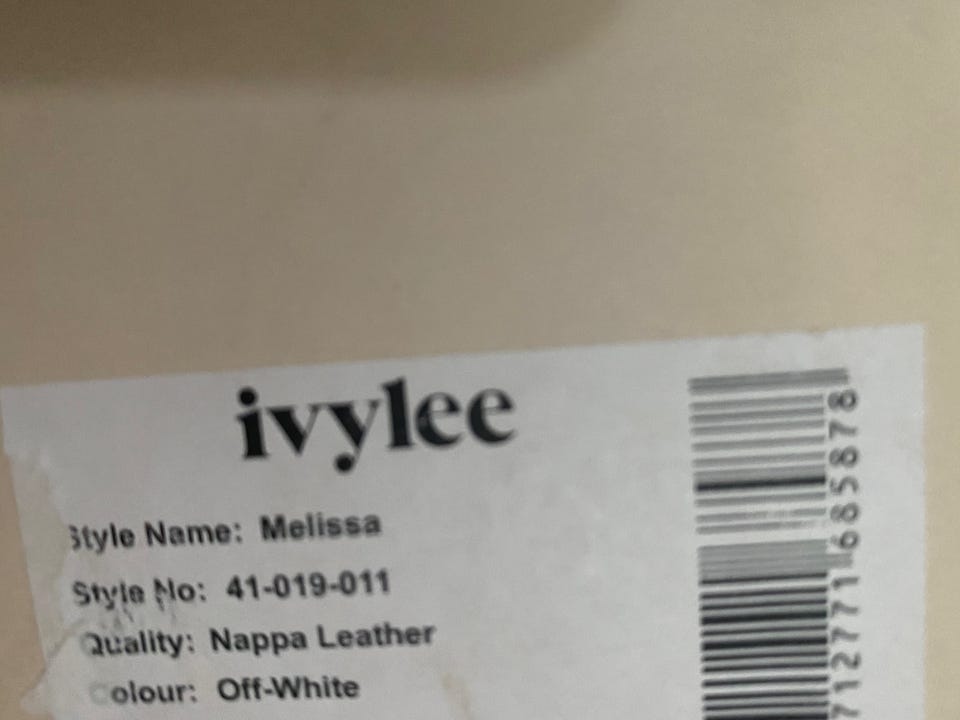 ivylee
Style Name: Melissa
Style No: 41-019-011
Quality: Nappa Leather
Colour: Off-White
712771685878